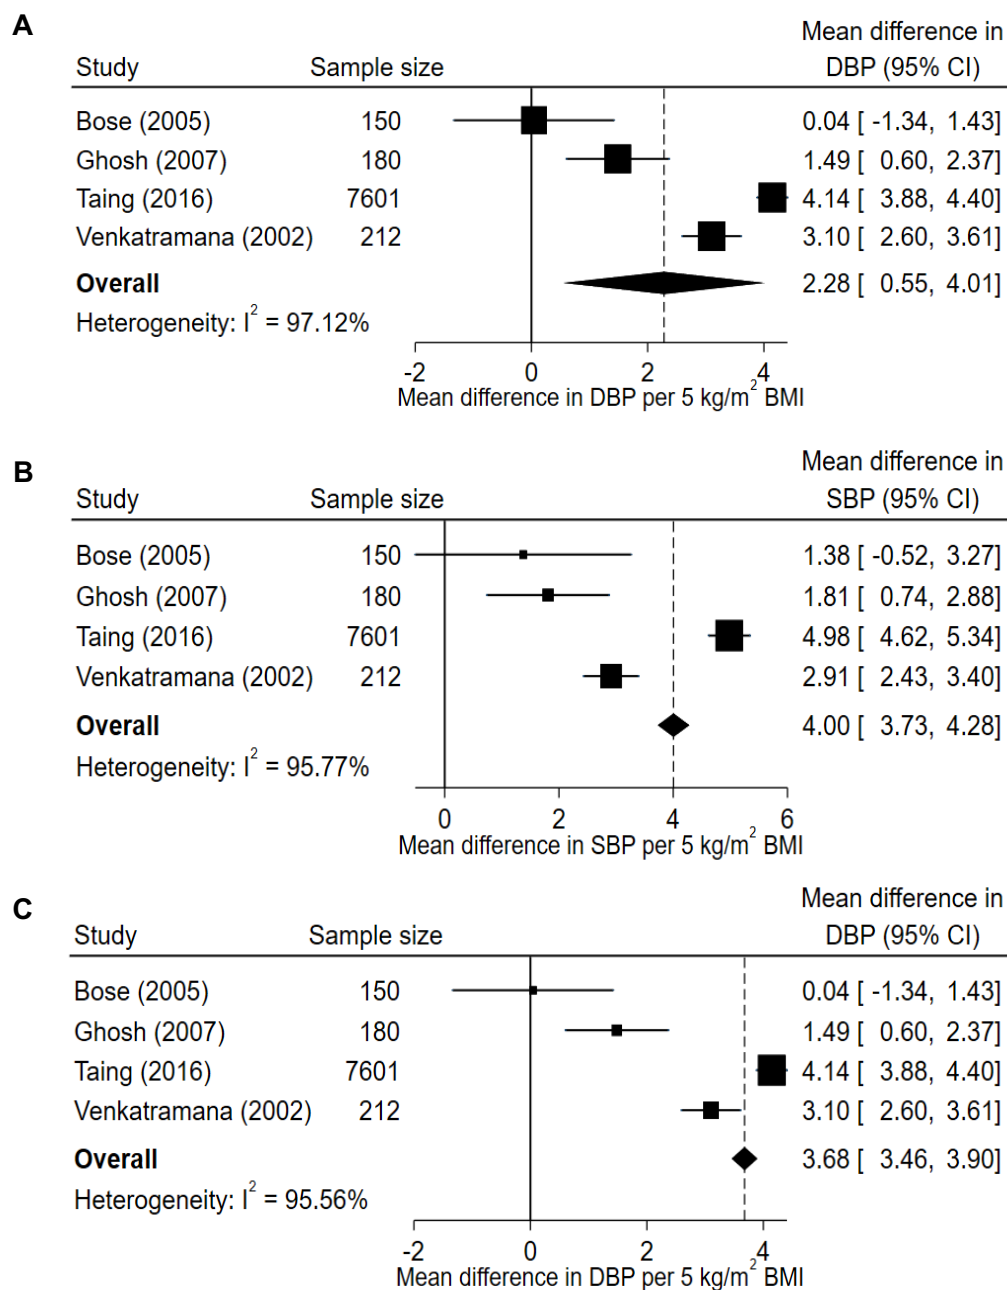 A
Mean difference in
Study Sample size DBP (95% CI)
Bose (2005) 150 0.04 [ -1.34, 1.43]
Ghosh (2007) 180 1.49 [ 0.60, 2.37]
Taing (2016) 7601 4.14 [ 3.88, 4.40]
Venkatramana (2002) 212 3.10 [ 2.60, 3.61]
Overall 2.28 [ 0.55, 4.01]
Heterogeneity: I² = 97.12%
-2 0 2 4
Mean difference in DBP per 5 kg/m² BMI
B
Mean difference in
Study Sample size SBP (95% CI)
Bose (2005) 150 1.38 [ -0.52, 3.27]
Ghosh (2007) 180 1.81 [ 0.74, 2.88]
Taing (2016) 7601 4.98 [ 4.62, 5.34]
Venkatramana (2002) 212 2.91 [ 2.43, 3.40]
Overall 4.00 [ 3.73, 4.28]
Heterogeneity: I² = 95.77%
0 2 4 6
Mean difference in SBP per 5 kg/m² BMI
C
Mean difference in
Study Sample size DBP (95% CI)
Bose (2005) 150 0.04 [ -1.34, 1.43]
Ghosh (2007) 180 1.49 [ 0.60, 2.37]
Taing (2016) 7601 4.14 [ 3.88, 4.40]
Venkatramana (2002) 212 3.10 [ 2.60, 3.61]
Overall 3.68 [ 3.46, 3.90]
Heterogeneity: I² = 95.56%
-2 0 2 4
Mean difference in DBP per 5 kg/m² BMI